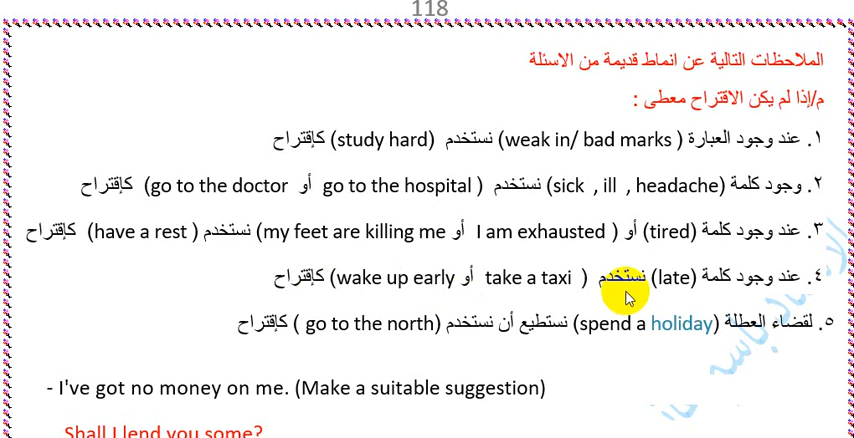 118
الملاحظات التالية عن انماط قديمة من الاسئلة
م/إذا لم يكن الاقتراح معطى :
١. عند وجود العبارة ( weak in/ bad marks) نستخدم (study hard) كإقتراح
٢. وجود كلمة (sick , ill , headache) نستخدم ( go to the hospital أو go to the doctor) كإقتراح
٣. عند وجود كلمة (tired) أو ( I am exhausted أو my feet are killing me) نستخدم ( have a rest) كإقتراح
٤. عند وجود كلمة (late) نستخدم ( take a taxi أو wake up early) كإقتراح
٥. لقضاء العطلة (spend a holiday) نستطيع أن نستخدم (go to the north ) كإقتراح
- I've got no money on me. (Make a suitable suggestion)
Shall I lend you some?